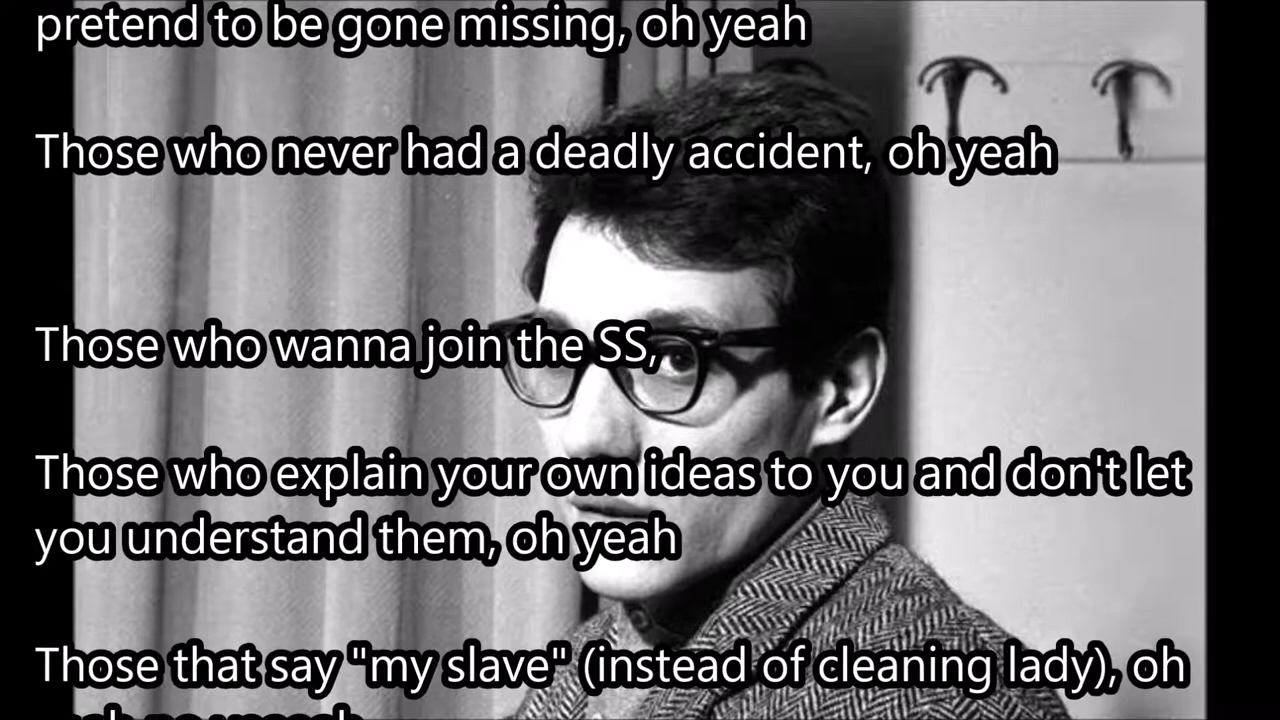 pretend to be gone missing, oh yeah
Those who never had a deadly accident, oh yeah
Those who wanna join the SS,
Those who explain your own ideas to you and don't let
you understand them, oh yeah
Those that say "my slave" (instead of cleaning lady), oh